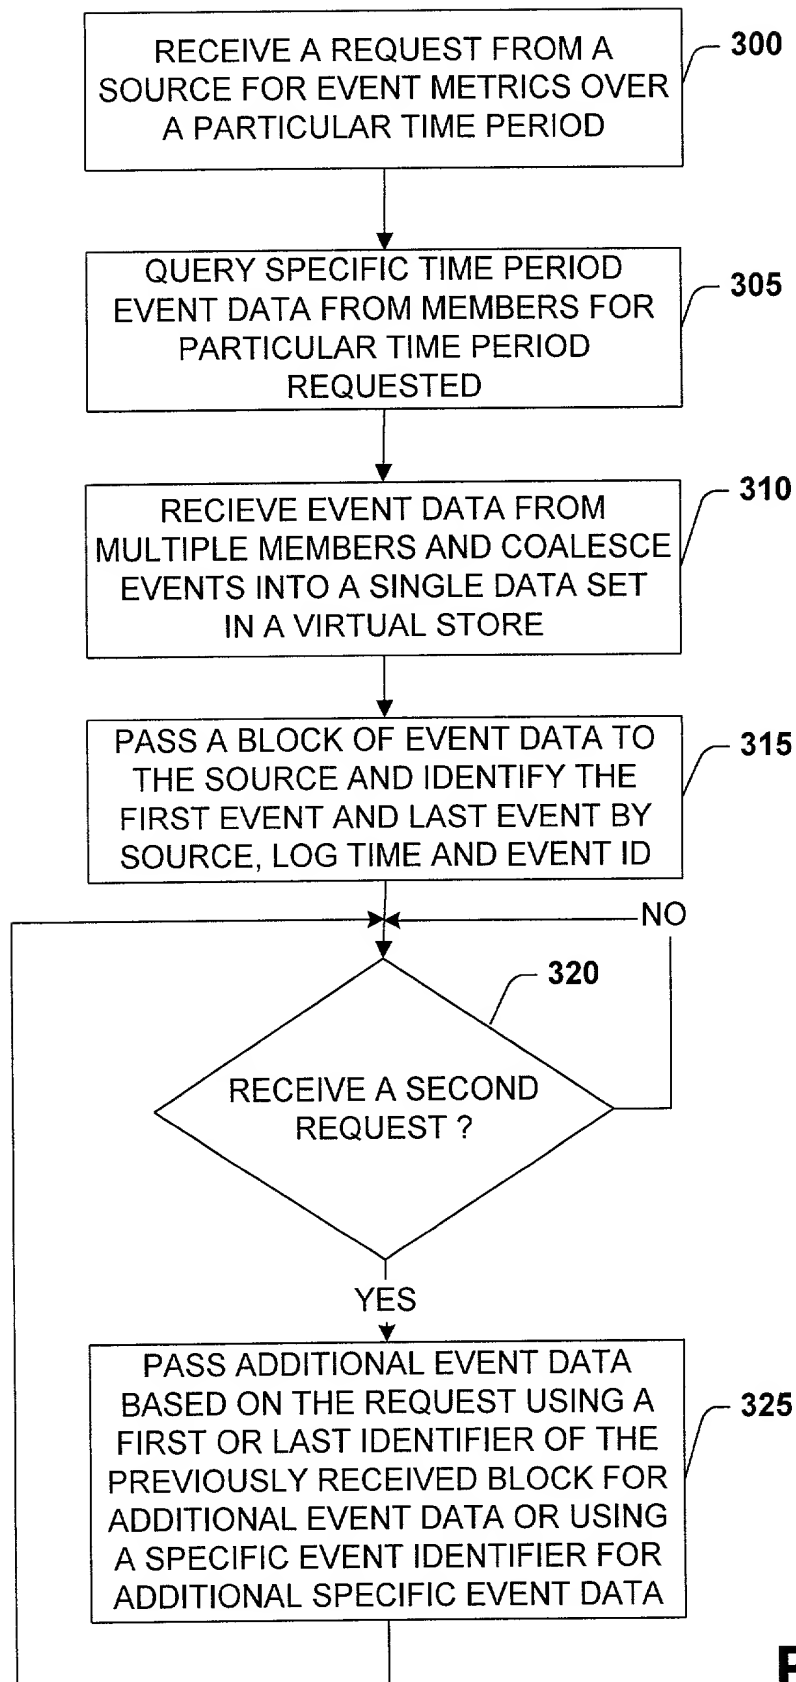 RECEIVE A REQUEST FROM A
SOURCE FOR EVENT METRICS OVER
A PARTICULAR TIME PERIOD
300
QUERY SPECIFIC TIME PERIOD
EVENT DATA FROM MEMBERS FOR
PARTICULAR TIME PERIOD
REQUESTED
305
RECIEVE EVENT DATA FROM
MULTIPLE MEMBERS AND COALESCE
EVENTS INTO A SINGLE DATA SET
IN A VIRTUAL STORE
310
PASS A BLOCK OF EVENT DATA TO
THE SOURCE AND IDENTIFY THE
FIRST EVENT AND LAST EVENT BY
SOURCE, LOG TIME AND EVENT ID
315
NO
320
RECEIVE A SECOND
REQUEST ?
YES
PASS ADDITIONAL EVENT DATA
BASED ON THE REQUEST USING A
FIRST OR LAST IDENTIFIER OF THE
PREVIOUSLY RECEIVED BLOCK FOR
ADDITIONAL EVENT DATA OR USING
A SPECIFIC EVENT IDENTIFIER FOR
ADDITIONAL SPECIFIC EVENT DATA
325